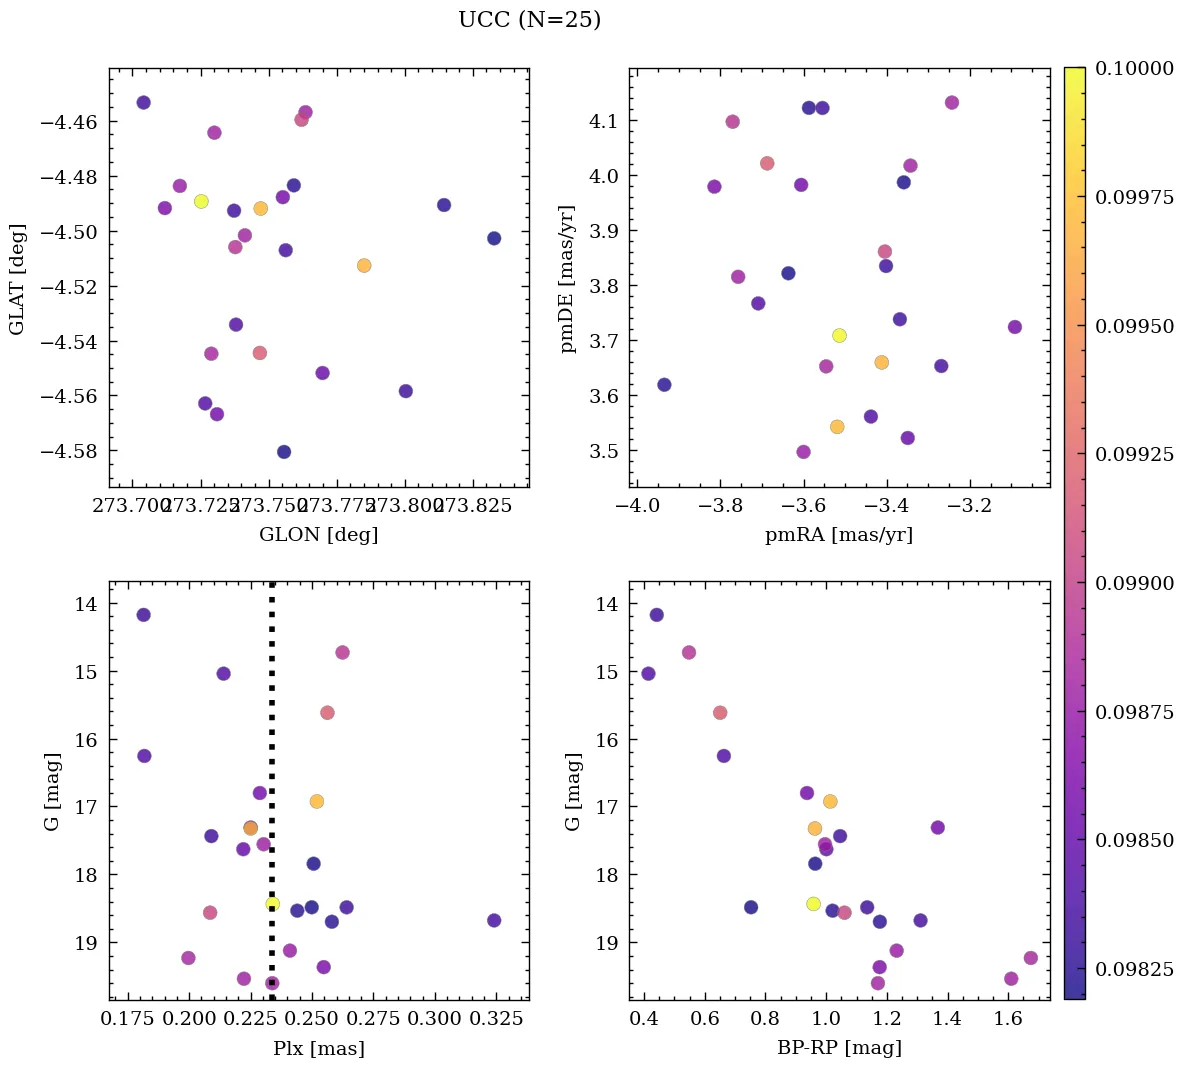 UCC (N=25)
−4.46
−4.48
−4.50
−4.52
−4.54
−4.56
−4.58
GLAT [deg]
273.700 273.725 273.750 273.775 273.800 273.825
GLON [deg]
4.1
4.0
3.9
3.8
3.7
3.6
3.5
pmDE [mas/yr]
−4.0 −3.8 −3.6 −3.4 −3.2
pmRA [mas/yr]
14
15
16
17
18
19
G [mag]
0.175 0.200 0.225 0.250 0.275 0.300 0.325
Plx [mas]
14
15
16
17
18
19
G [mag]
0.4 0.6 0.8 1.0 1.2 1.4 1.6
BP-RP [mag]
0.10000
0.09975
0.09950
0.09925
0.09900
0.09875
0.09850
0.09825